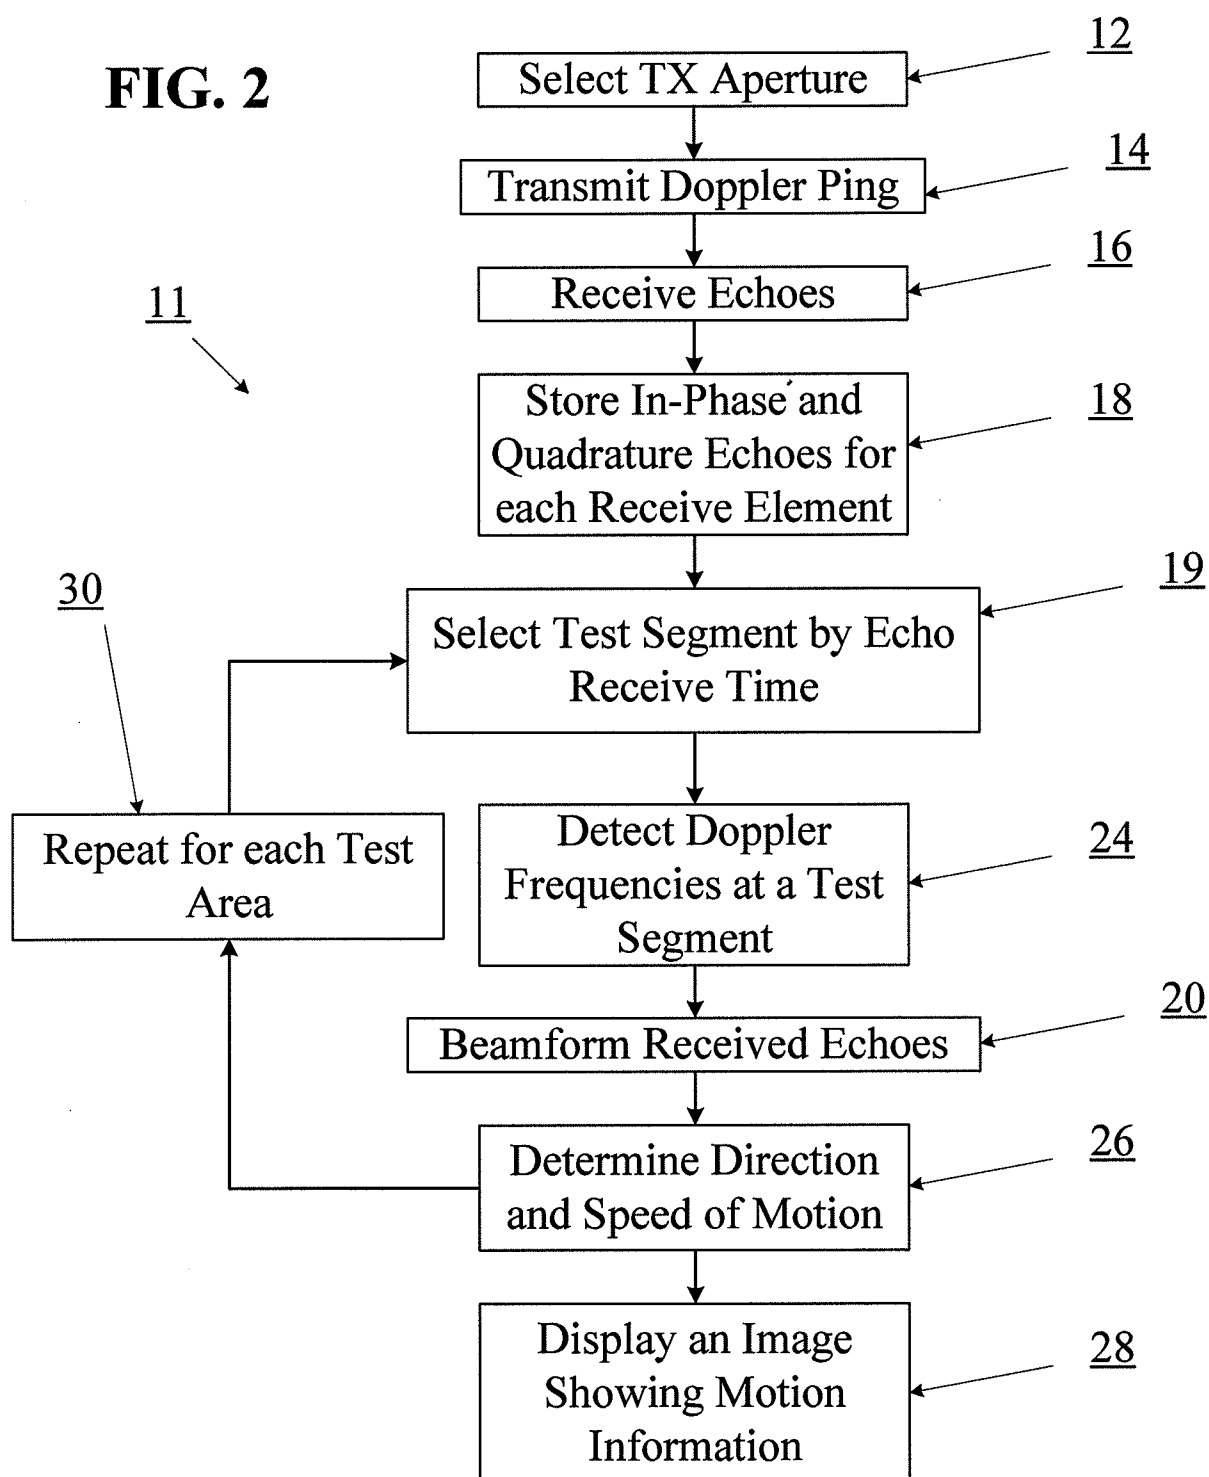 FIG. 2
12
Select TX Aperture
14
Transmit Doppler Ping
16
Receive Echoes
11
18
Store In-Phase and
Quadrature Echoes for
each Receive Element
19
30
Select Test Segment by Echo
Receive Time
24
Repeat for each Test
Area
Detect Doppler
Frequencies at a Test
Segment
20
Beamform Received Echoes
26
Determine Direction
and Speed of Motion
28
Display an Image
Showing Motion
Information